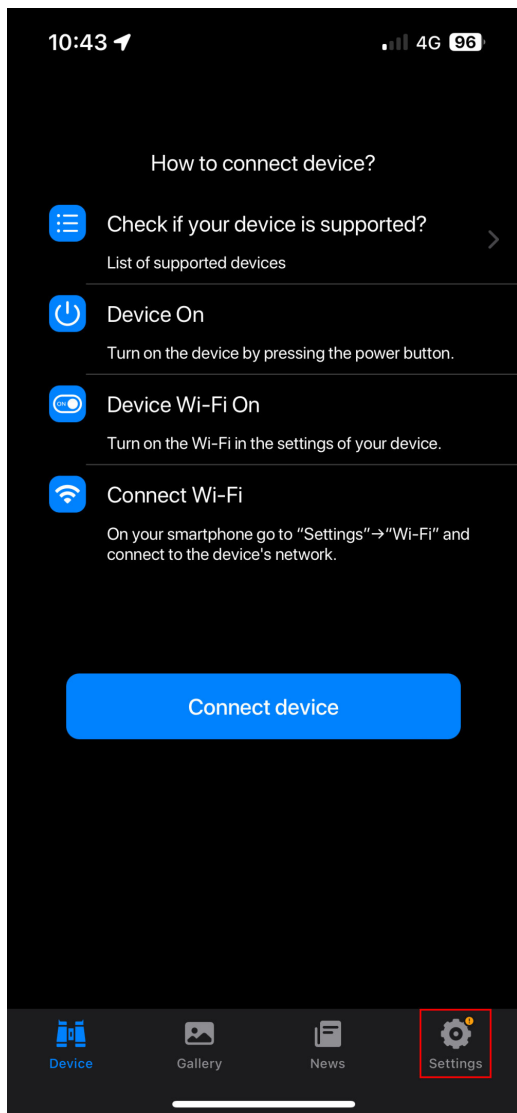 10:43
4G 96
How to connect device?
Check if your device is supported?
List of supported devices
Device On
Turn on the device by pressing the power button.
ON
Device Wi-Fi On
Turn on the Wi-Fi in the settings of your device.
Connect Wi-Fi
On your smartphone go to “Settings”→“Wi-Fi” and
connect to the device's network.
Connect device
Device
Gallery
News
Settings